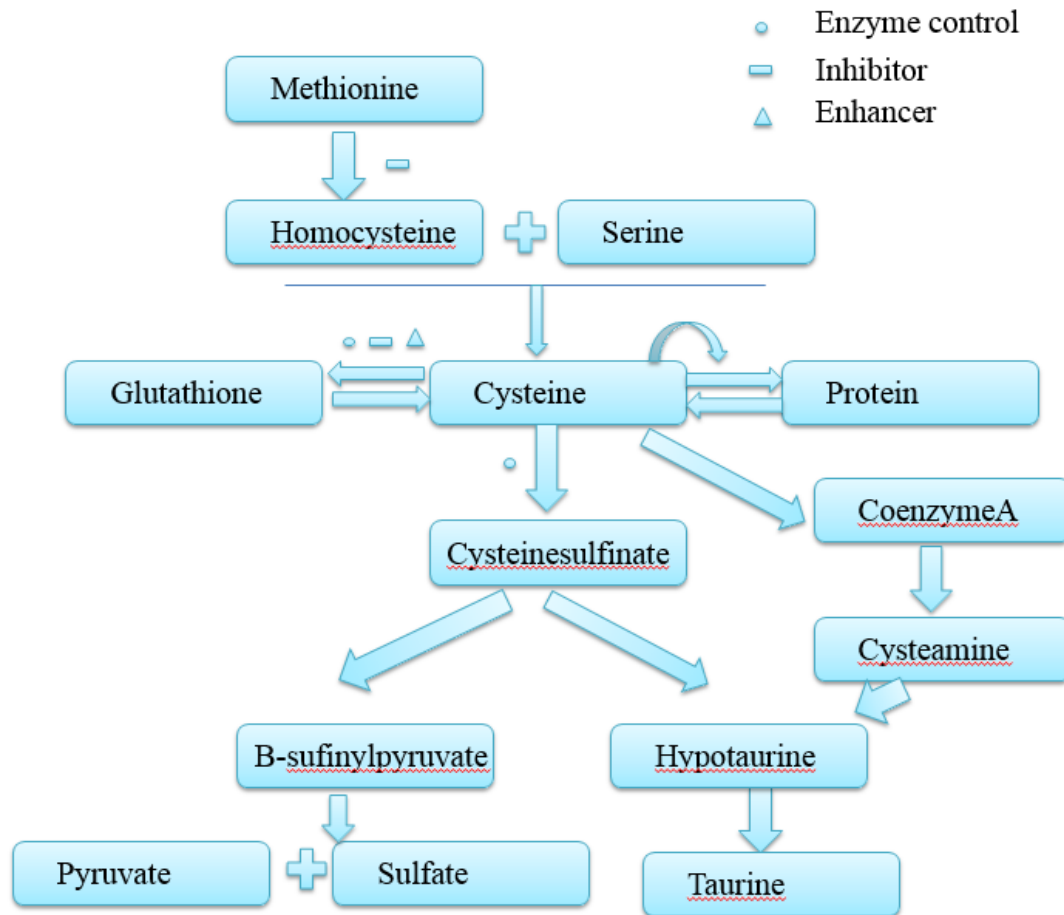 Enzyme control
Inhibitor
Enhancer
Methionine
Homocysteine
Serine
Glutathione
Cysteine
Protein
CoenzymeA
Cysteinesulfinate
Cysteamine
B-sufinylpyruvate
Hypotaurine
Pyruvate
Sulfate
Taurine